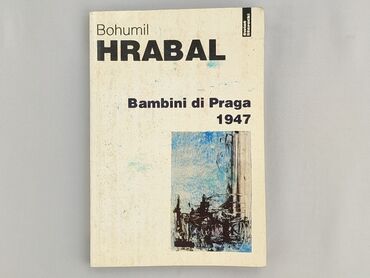 Bohumil
HRABAL
Bambini di Praga
1947